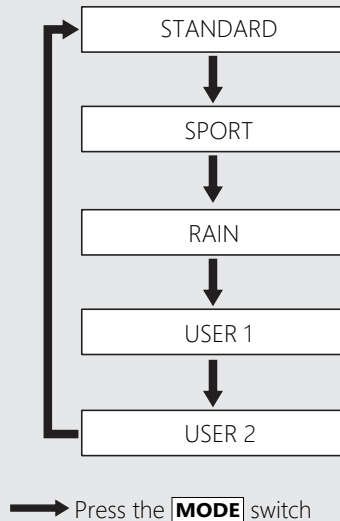 STANDARD
SPORT
RAIN
USER 1
USER 2
Press the MODE switch